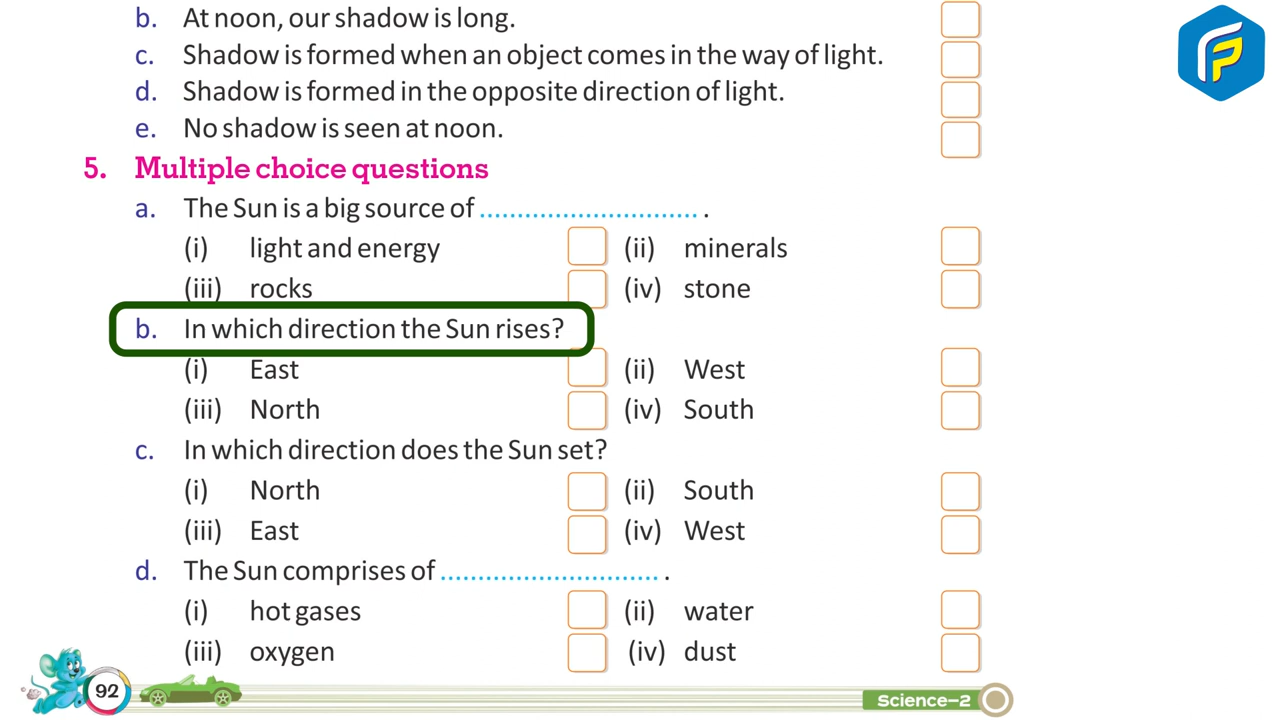 b. At noon, our shadow is long.
c. Shadow is formed when an object comes in the way of light.
d. Shadow is formed in the opposite direction of light.
e. No shadow is seen at noon.
5. Multiple choice questions
a. The Sun is a big source of ............................. .
(i) light and energy (ii) minerals
(iii) rocks (iv) stone
b. In which direction the Sun rises?
(i) East (ii) West
(iii) North (iv) South
c. In which direction does the Sun set?
(i) North (ii) South
(iii) East (iv) West
d. The Sun comprises of ............................. .
(i) hot gases (ii) water
(iii) oxygen (iv) dust
92 Science-2